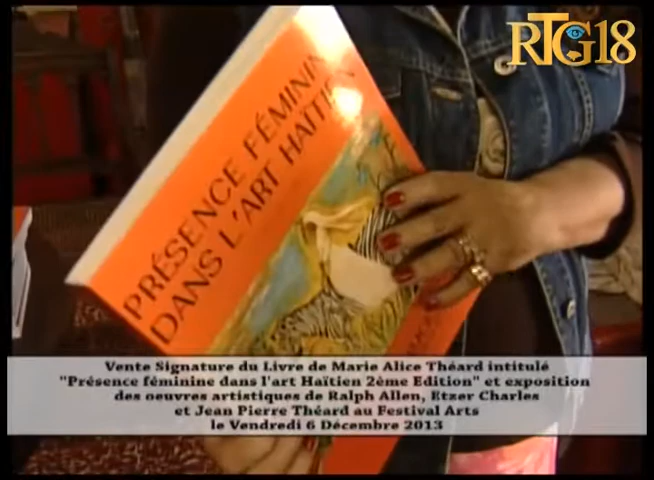 RTG18
PRÉSENCE FÉMININ
DANS L'ART HAÏTIEN
Vente Signature du Livre de Marie Alice Théard intitulé
"Présence féminine dans l'art Haïtien 2ème Edition" et exposition
des oeuvres artistiques de Ralph Allen, Etzer Charles
et Jean Pierre Théard au Festival Arts
le Vendredi 6 Décembre 2013